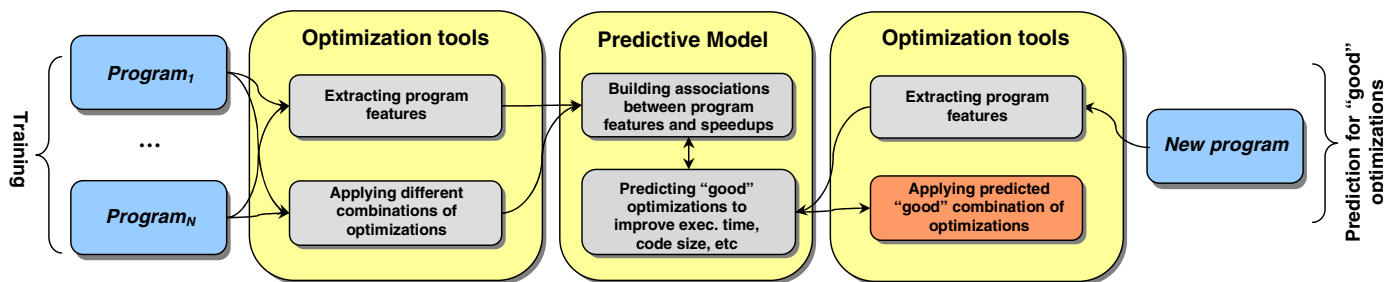 Training
Program1
...
ProgramN
Optimization tools
Extracting program
features
Applying different
combinations of
optimizations
Predictive Model
Building associations
between program
features and speedups
Predicting “good”
optimizations to
improve exec. time,
code size, etc
Optimization tools
Extracting program
features
Applying predicted
“good” combination of
optimizations
New program
Prediction for “good”
optimizations